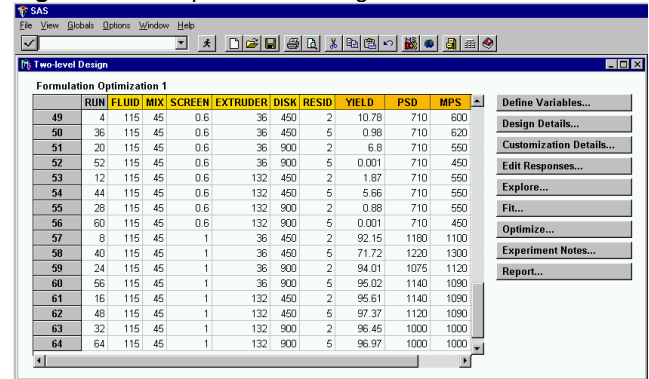 SAS
File View Globals Options Window Help
Two-level Design
Formulation Optimization 1
RUN FLUID MIX SCREEN EXTRUDER DISK RESID YIELD PSD MPS
49 4 115 45 0.6 36 450 2 10.78 710 600
50 36 115 45 0.6 36 450 5 0.98 710 620
51 20 115 45 0.6 36 900 2 6.8 710 550
52 52 115 45 0.6 36 900 5 0.001 710 450
53 12 115 45 0.6 132 450 2 1.87 710 550
54 44 115 45 0.6 132 450 5 5.66 710 550
55 28 115 45 0.6 132 900 2 0.88 710 550
56 60 115 45 0.6 132 900 5 0.001 710 450
57 8 115 45 1 36 450 2 92.15 1180 1100
58 40 115 45 1 36 450 5 71.72 1220 1300
59 24 115 45 1 36 900 2 94.01 1075 1120
60 56 115 45 1 36 900 5 95.02 1140 1090
61 16 115 45 1 132 450 2 95.61 1140 1090
62 48 115 45 1 132 450 5 97.37 1120 1090
63 32 115 45 1 132 900 2 96.45 1000 1000
64 64 115 45 1 132 900 5 96.97 1000 1000
Define Variables...
Design Details...
Customization Details...
Edit Responses...
Explore...
Fit...
Optimize...
Experiment Notes...
Report...